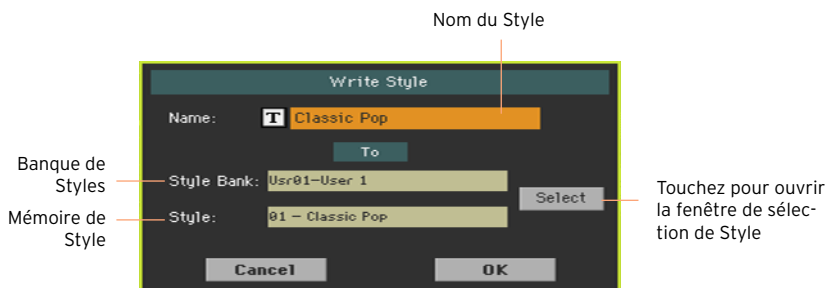 Nom du Style
Write Style
Name: T Classic Pop
To
Banque de
Styles
Style Bank: Usr01-User 1
Select
Touchez pour ouvrir
la fenêtre de sélec-
tion de Style
Mémoire de
Style
Style: 01 - Classic Pop
Cancel OK